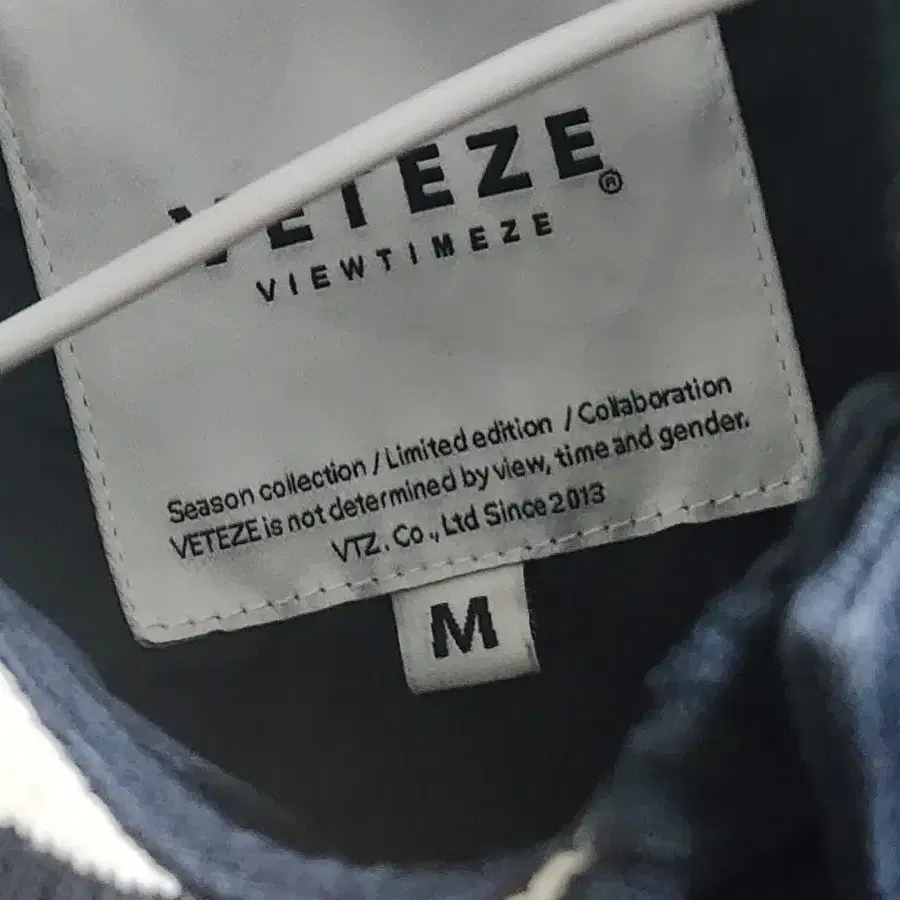 VETEZE®
VIEWTIMEZE
Season collection / Limited edition / Collaboration
VETEZE is not determined by view, time and gender.
VTZ. Co., Ltd Since 2013
M